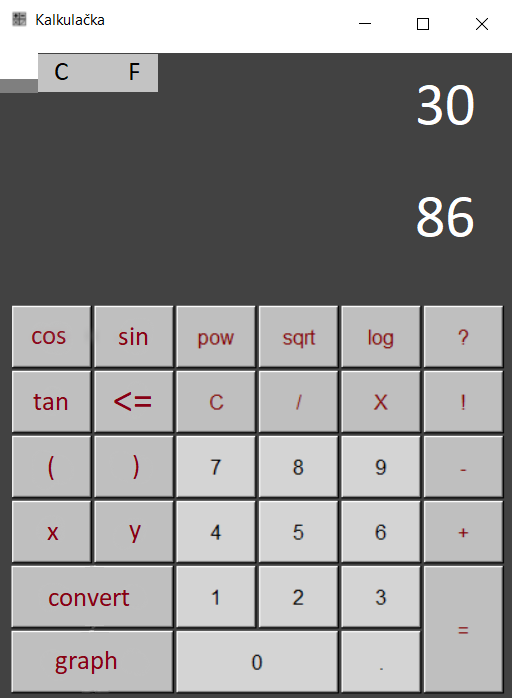 Kalkulačka
C F
30
86
cos sin pow sqrt log ?
tan <= C / X !
( ) 7 8 9 -
x y 4 5 6 +
convert 1 2 3 =
graph 0 .